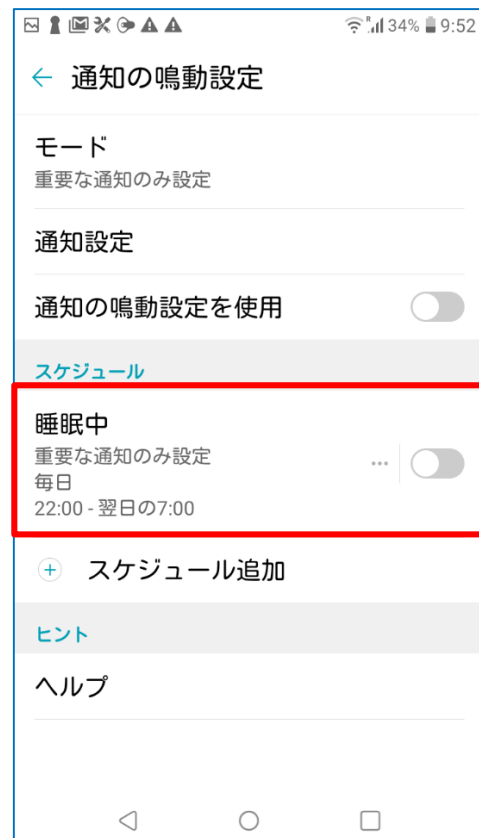 34% 9:52
通知の鳴動設定
モード
重要な通知のみ設定
通知設定
通知の鳴動設定を使用
スケジュール
睡眠中
重要な通知のみ設定
毎日
22:00 - 翌日の7:00
スケジュール追加
ヒント
ヘルプ